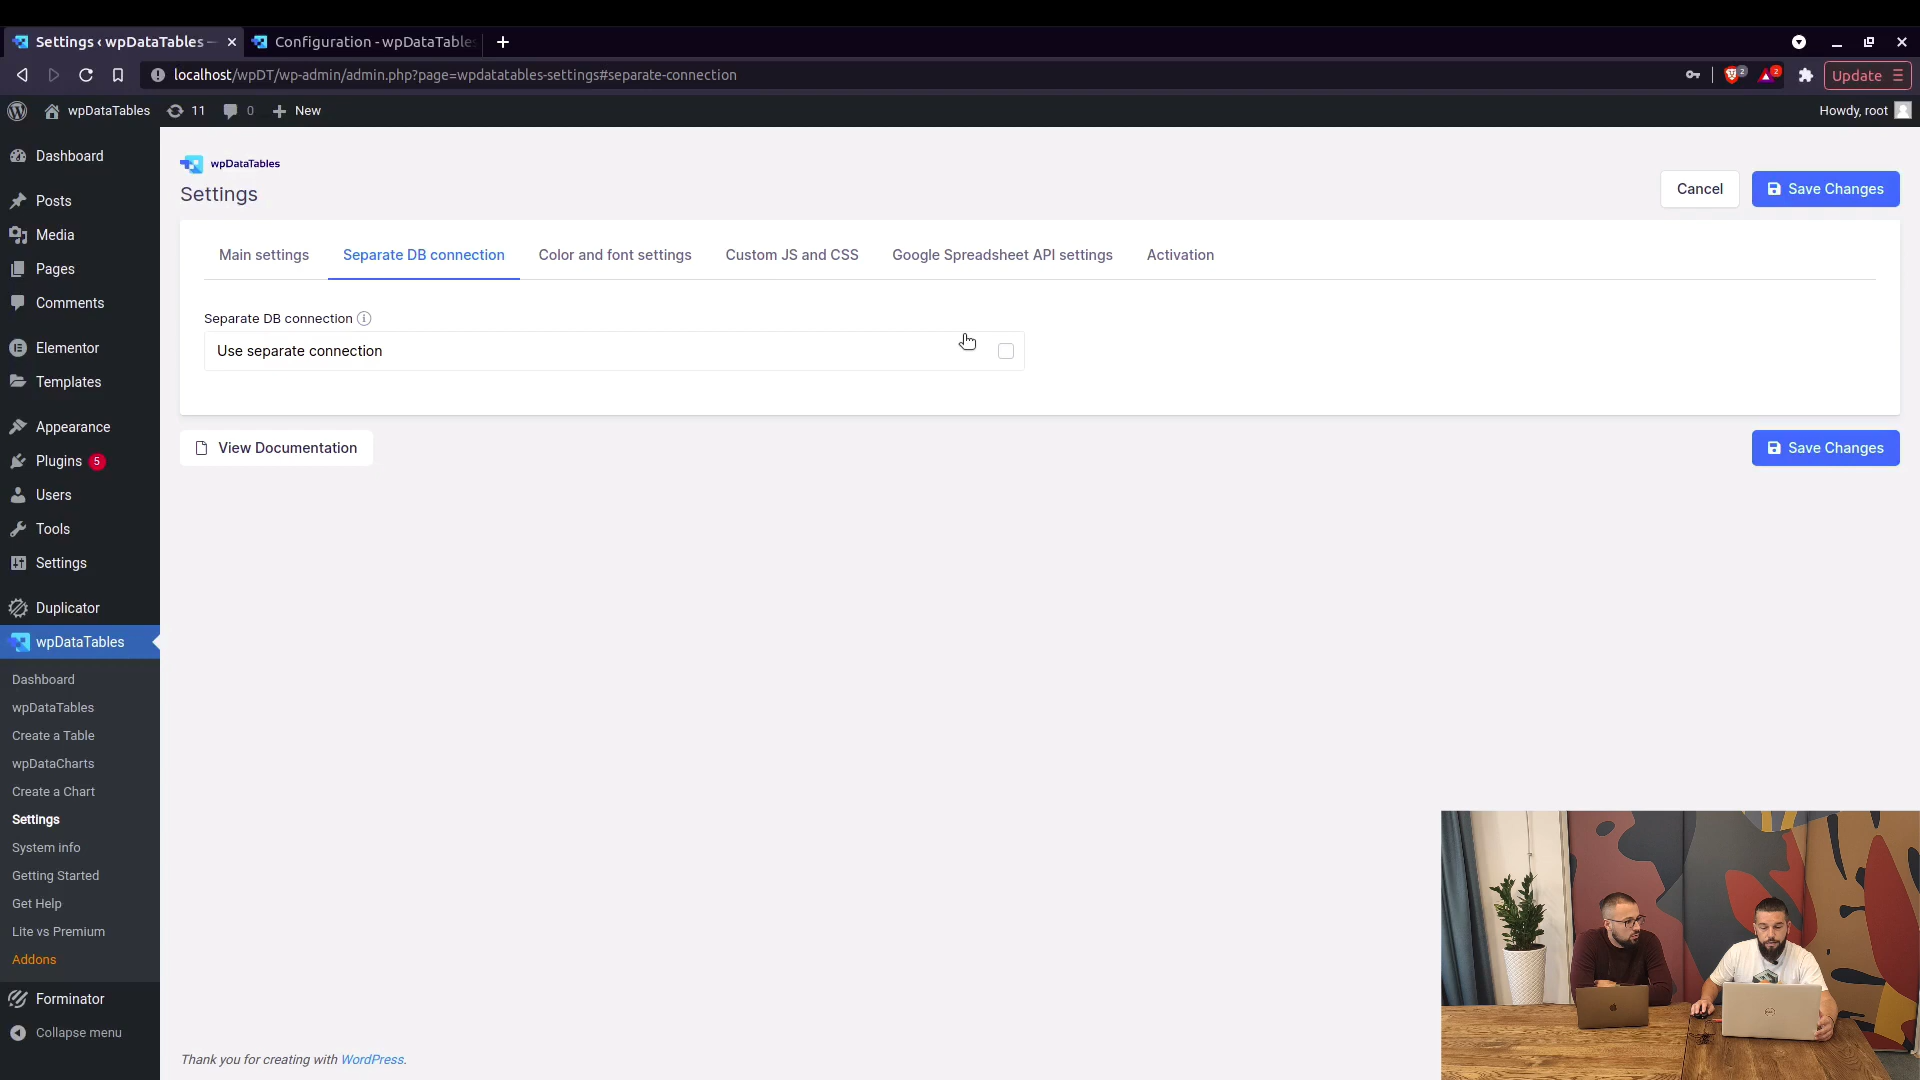 Settings ‹ wpDataTables —
Configuration - wpDataTable
localhost/wpDT/wp-admin/admin.php?page=wpdatatables-settings#separate-connection
2
2
Update
wpDataTables
11
0
New
Howdy, root
Dashboard
Posts
Media
Pages
Comments
Elementor
Templates
Appearance
Plugins 5
Users
Tools
Settings
Duplicator
wpDataTables
Dashboard
wpDataTables
Create a Table
wpDataCharts
Create a Chart
Settings
System info
Getting Started
Get Help
Lite vs Premium
Addons
Forminator
Collapse menu
wpDataTables
Settings
Cancel
Save Changes
Main settings
Separate DB connection
Color and font settings
Custom JS and CSS
Google Spreadsheet API settings
Activation
Separate DB connection
Use separate connection
View Documentation
Save Changes
Thank you for creating with WordPress.